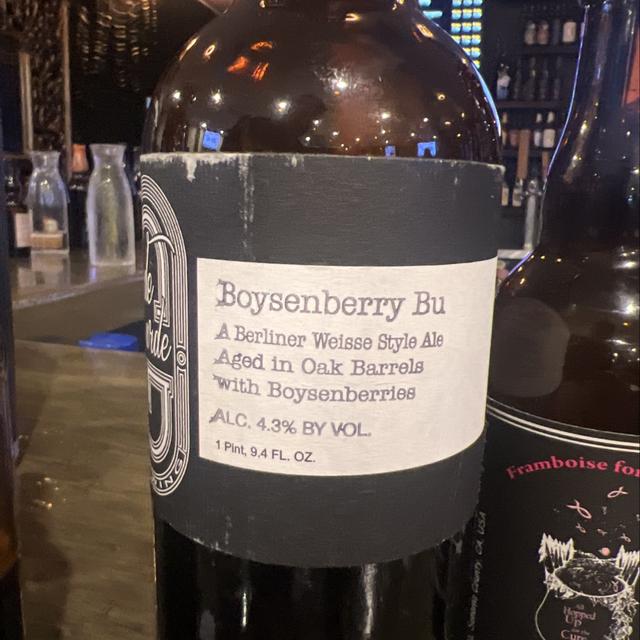 Boysenberry Bu
A Berliner Weisse Style Ale
Aged in Oak Barrels
with Boysenberries
ALC. 4.3% BY VOL.
1 Pint, 9.4 FL. OZ.
Framboise for